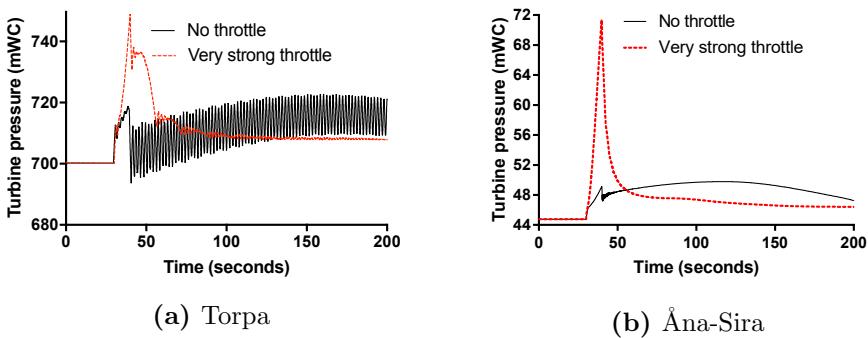 No throttle
Very strong throttle
Turbine pressure (mWC)
740
720
700
680
0
50
100
150
200
Time (seconds)
(a) Torpa
No throttle
Very strong throttle
Turbine pressure (mWC)
72
68
64
60
56
52
48
44
0
50
100
150
200
Time (seconds)
(b) Åna-Sira